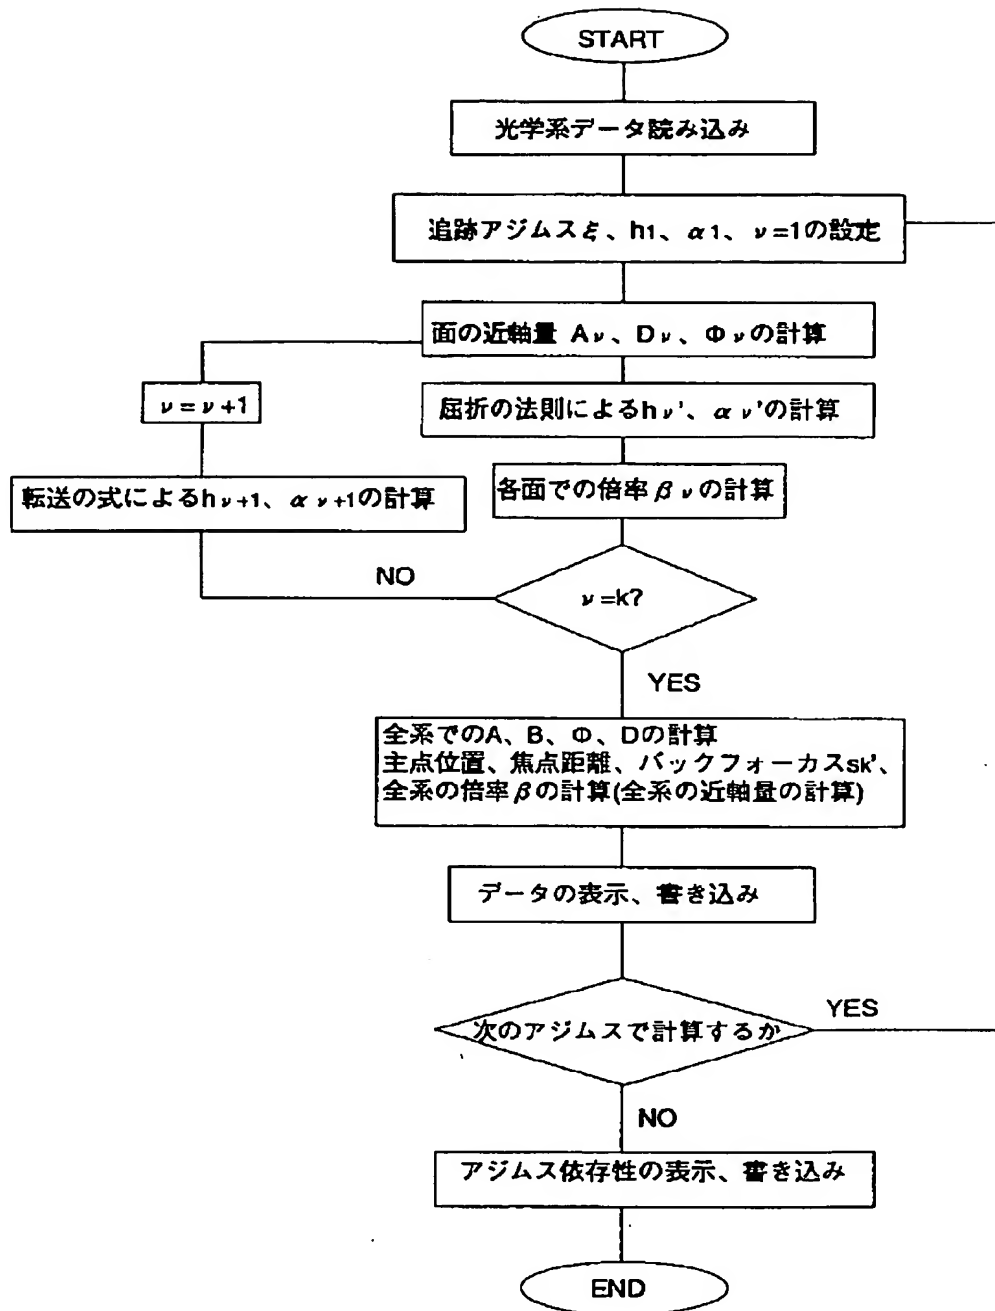 START
光学系データ読み込み
追跡アジムスξ、h1、α1、ν=1の設定
面の近軸量 Aν、Dν、Φνの計算
ν=ν+1
屈折の法則によるhν'、αν'の計算
転送の式によるhν+1、αν+1の計算
各面での倍率βνの計算
NO
ν=k?
YES
全系でのA、B、Φ、Dの計算
主点位置、焦点距離、バックフォーカスsk'、
全系の倍率βの計算(全系の近軸量の計算)
データの表示、書き込み
YES
次のアジムスで計算するか
NO
アジムス依存性の表示、書き込み
END